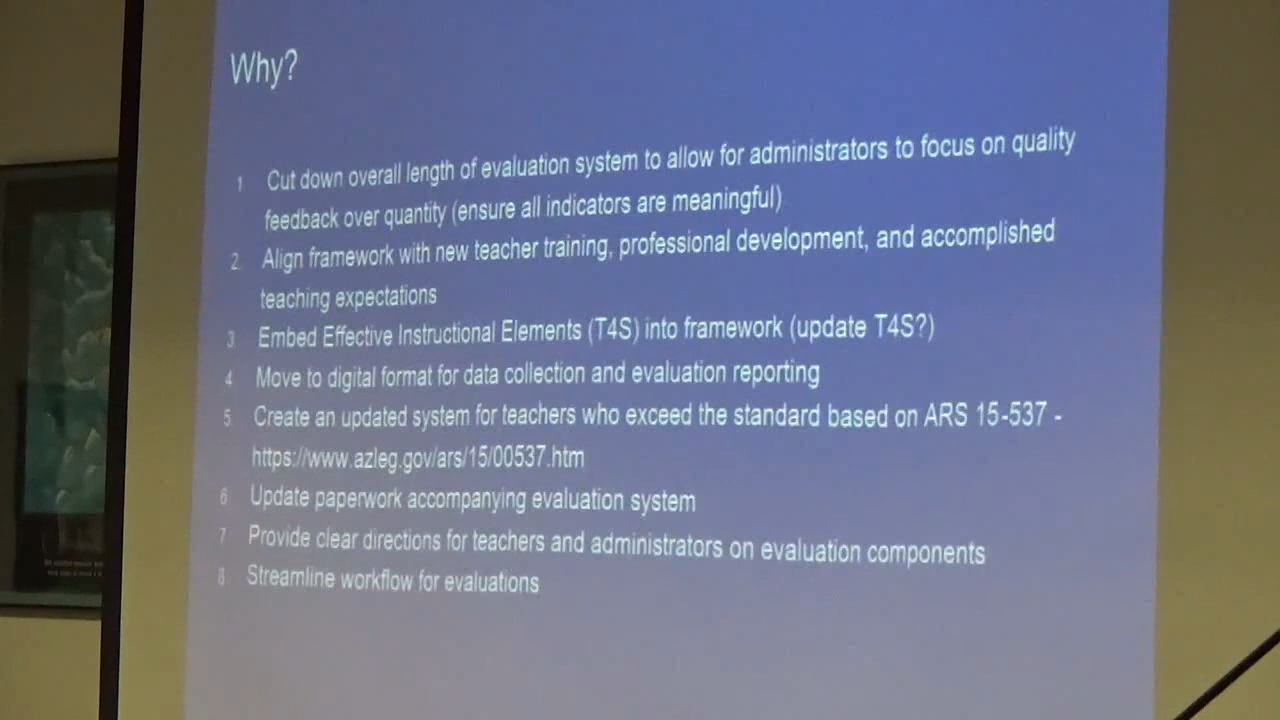 Why?
1 Cut down overall length of evaluation system to allow for administrators to focus on quality
feedback over quantity (ensure all indicators are meaningful)
2. Align framework with new teacher training, professional development, and accomplished
teaching expectations
3 Embed Effective Instructional Elements (T4S) into framework (update T4S?)
4 Move to digital format for data collection and evaluation reporting
5. Create an updated system for teachers who exceed the standard based on ARS 15-537 -
https://www.azleg.gov/ars/15/00537.htm
6 Update paperwork accompanying evaluation system
7 Provide clear directions for teachers and administrators on evaluation components
8 Streamline workflow for evaluations